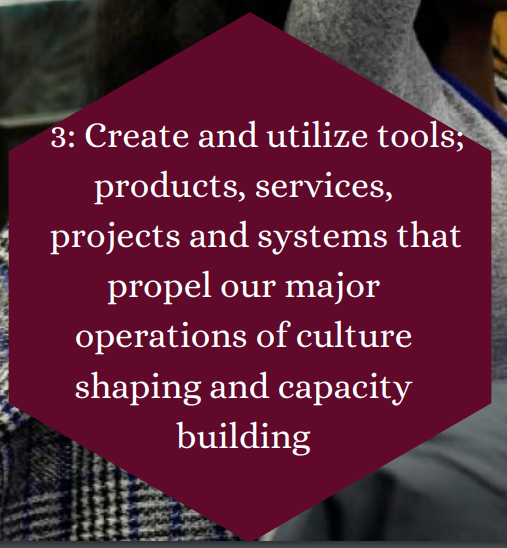 3: Create and utilize tools;
products, services,
projects and systems that
propel our major
operations of culture
shaping and capacity
building